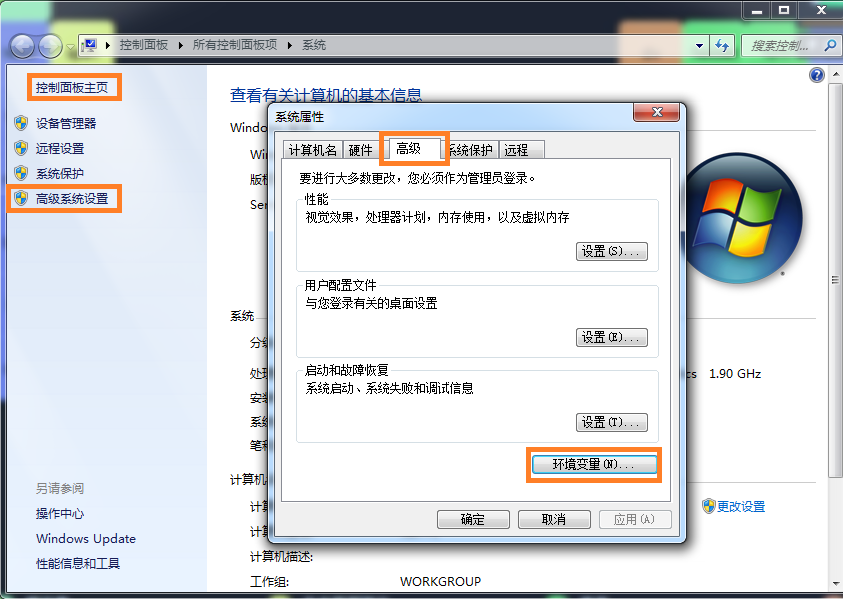 控制面板 ▸ 所有控制面板项 ▸ 系统
搜索控制...
控制面板主页
设备管理器
远程设置
系统保护
高级系统设置
另请参阅
操作中心
Windows Update
性能信息和工具
查看有关计算机的基本信息
Window
Win
版权
Ser
系统
分级
处理
安装
系统
笔和
cs 1.90 GHz
计算机
计算
计算
计算机描述:
工作组: WORKGROUP
更改设置
系统属性
计算机名 硬件 高级 系统保护 远程
要进行大多数更改，您必须作为管理员登录。
性能
视觉效果，处理器计划，内存使用，以及虚拟内存
设置(S)...
用户配置文件
与您登录有关的桌面设置
设置(E)...
启动和故障恢复
系统启动、系统失败和调试信息
设置(T)...
环境变量(N)...
确定 取消 应用(A)